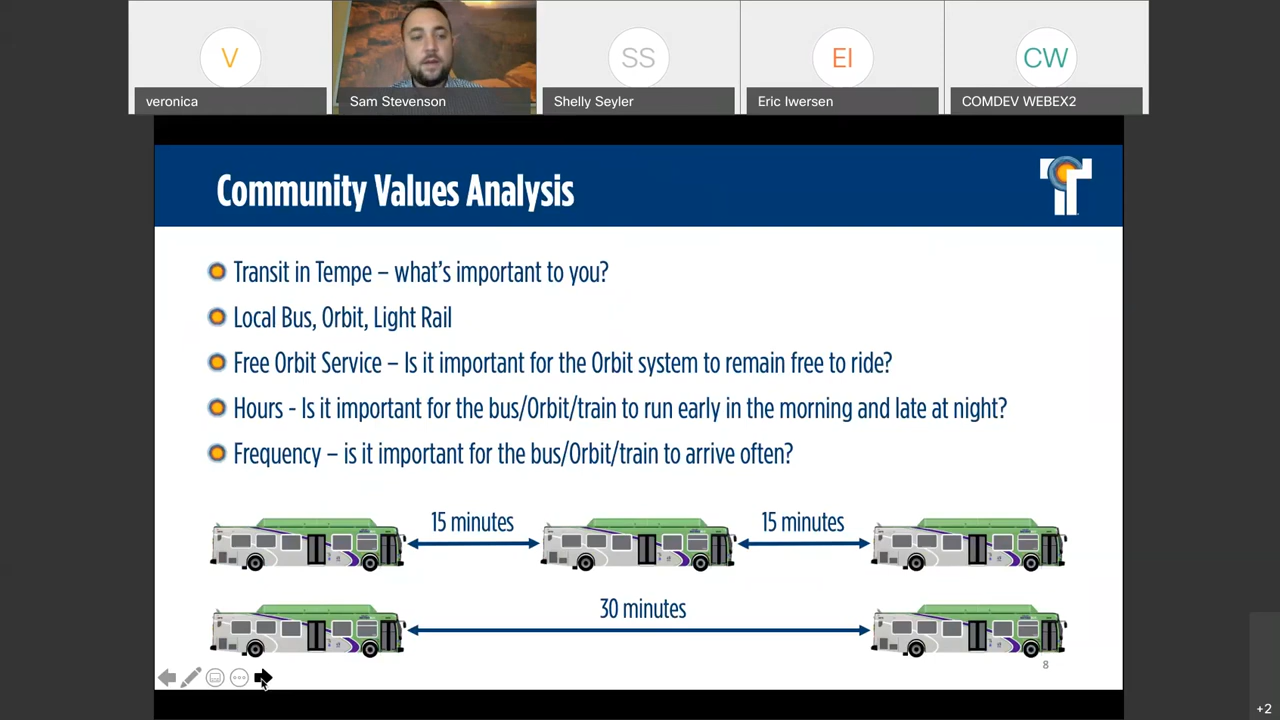 V
SS
EI
CW
veronica
Sam Stevenson
Shelly Seyler
Eric Iwersen
COMDEV WEBEX2
Community Values Analysis
T
Transit in Tempe – what's important to you?
Local Bus, Orbit, Light Rail
Free Orbit Service – Is it important for the Orbit system to remain free to ride?
Hours - Is it important for the bus/Orbit/train to run early in the morning and late at night?
Frequency – is it important for the bus/Orbit/train to arrive often?
15 minutes
15 minutes
30 minutes
8
+2